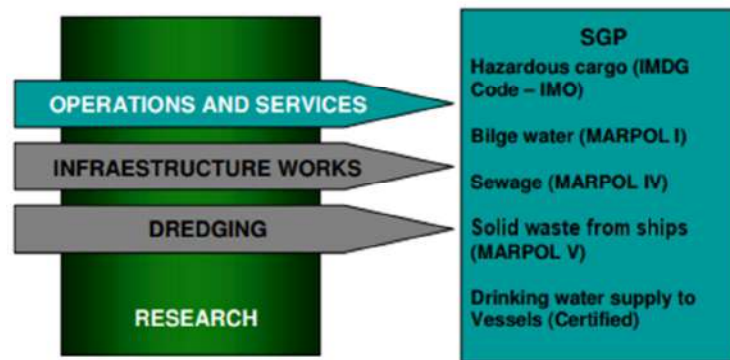 OPERATIONS AND SERVICES
INFRAESTRUCTURE WORKS
DREDGING
RESEARCH
SGP
Hazardous cargo (IMDG
Code – IMO)
Bilge water (MARPOL I)
Sewage (MARPOL IV)
Solid waste from ships
(MARPOL V)
Drinking water supply to
Vessels (Certified)